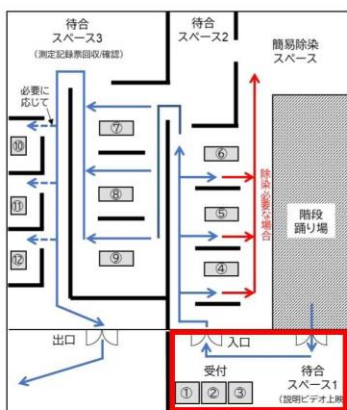 待合
スペース3
(測定記録票回収/確認)
待合
スペース2
簡易除染
スペース
必要に
応じて
⑩
⑪
⑫
⑦
⑧
⑨
⑥
⑤
④
除染必要な場合
階段
踊り場
出口
入口
受付
① ② ③
待合
スペース1
(説明ビデオ上映)